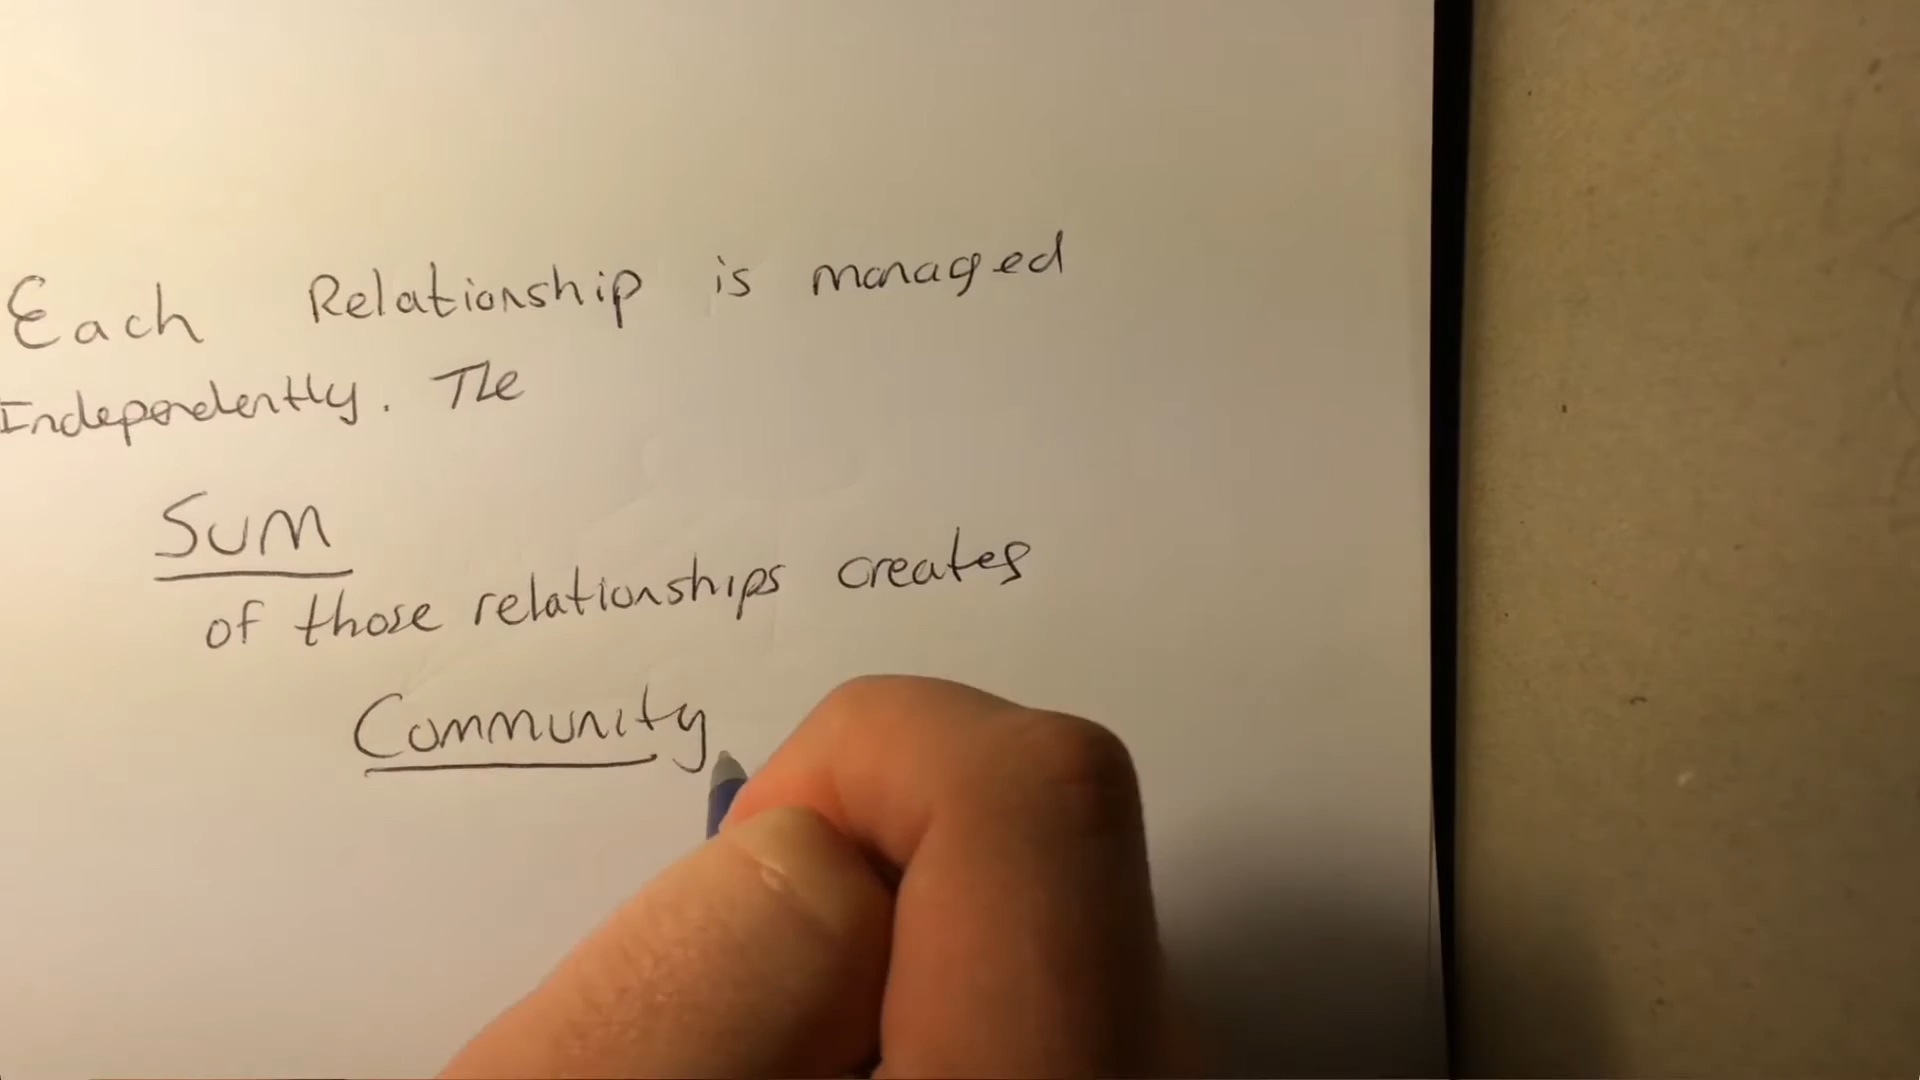 Each Relationship is managed
Independently. The
Sum
of those relationships creates
Community